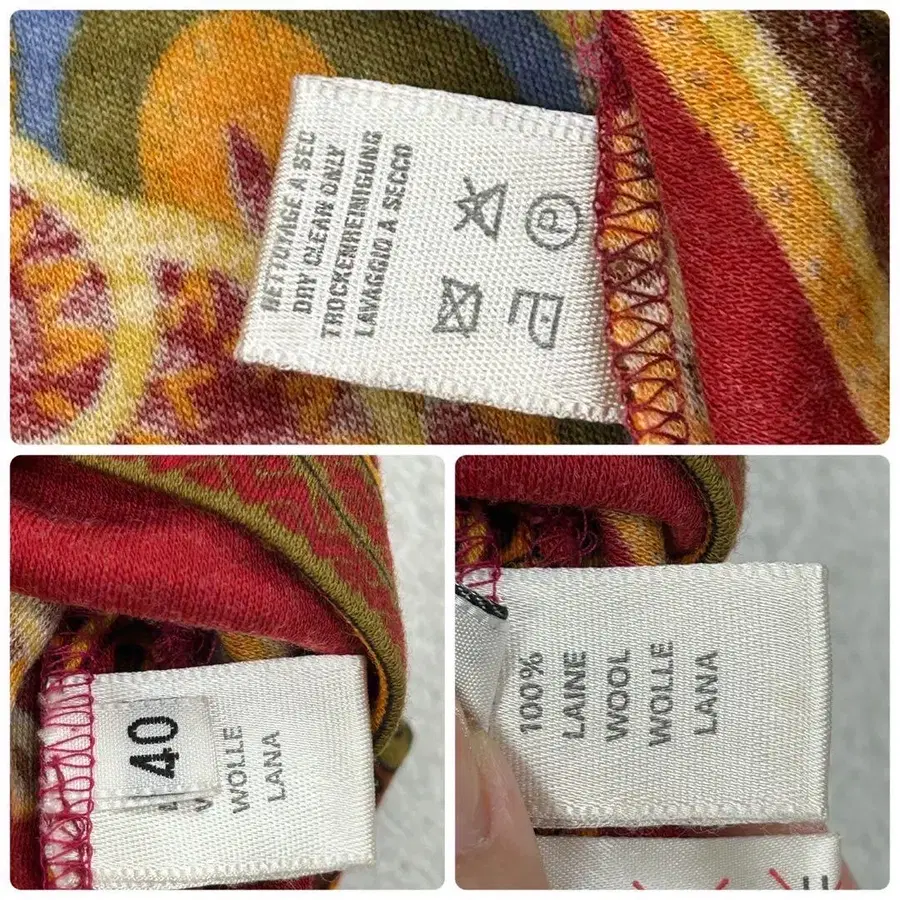 NETTOYAGE A SEC
DRY CLEAN ONLY
TROCKENREINIGUNG
LAVAGGIO A SECCO
P
40
WOLLE
LANA
100%
LAINE
WOOL
WOLLE
LANA